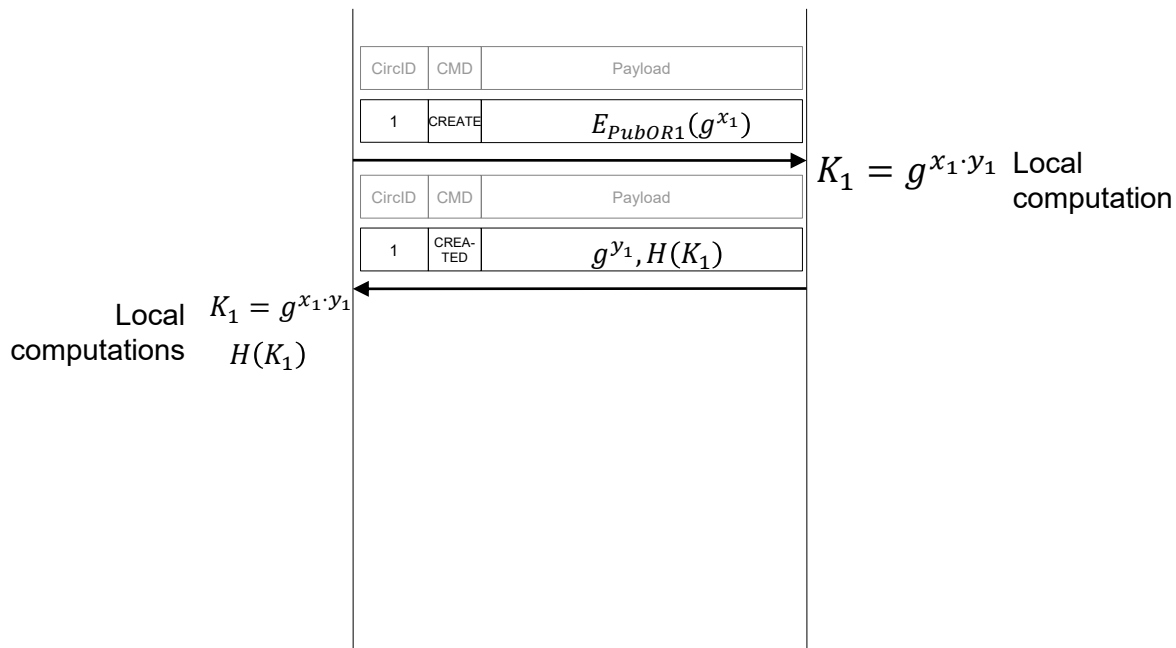 CircID CMD Payload
1 CREATE E_{PubOR1}(g^{x_1})
K_1 = g^{x_1·y_1} Local
computation
CircID CMD Payload
1 CREA-
TED g^{y_1}, H(K_1)
Local K_1 = g^{x_1·y_1}
computations H(K_1)